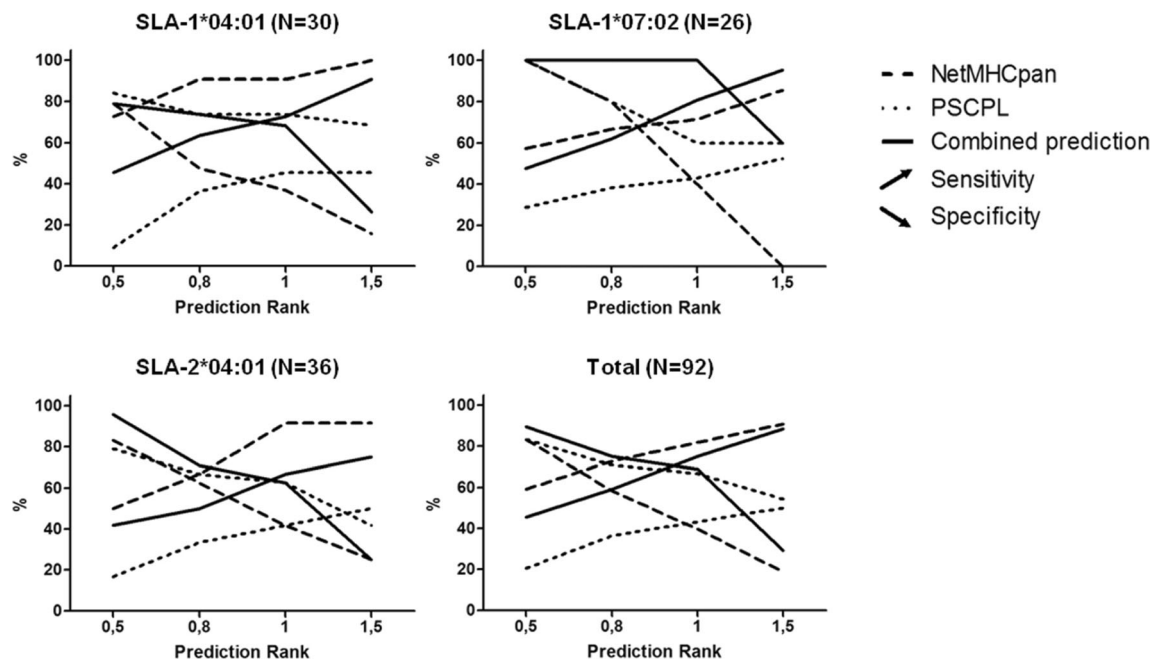 SLA-1*04:01 (N=30)
100
80
60
40
20
0
%
0,5 0,8 1 1,5
Prediction Rank
SLA-1*07:02 (N=26)
100
80
60
40
20
0
%
0,5 0,8 1 1,5
Prediction Rank
NetMHCpan
PSCPL
Combined prediction
Sensitivity
Specificity
SLA-2*04:01 (N=36)
100
80
60
40
20
0
%
0,5 0,8 1 1,5
Prediction Rank
Total (N=92)
100
80
60
40
20
0
%
0,5 0,8 1 1,5
Prediction Rank